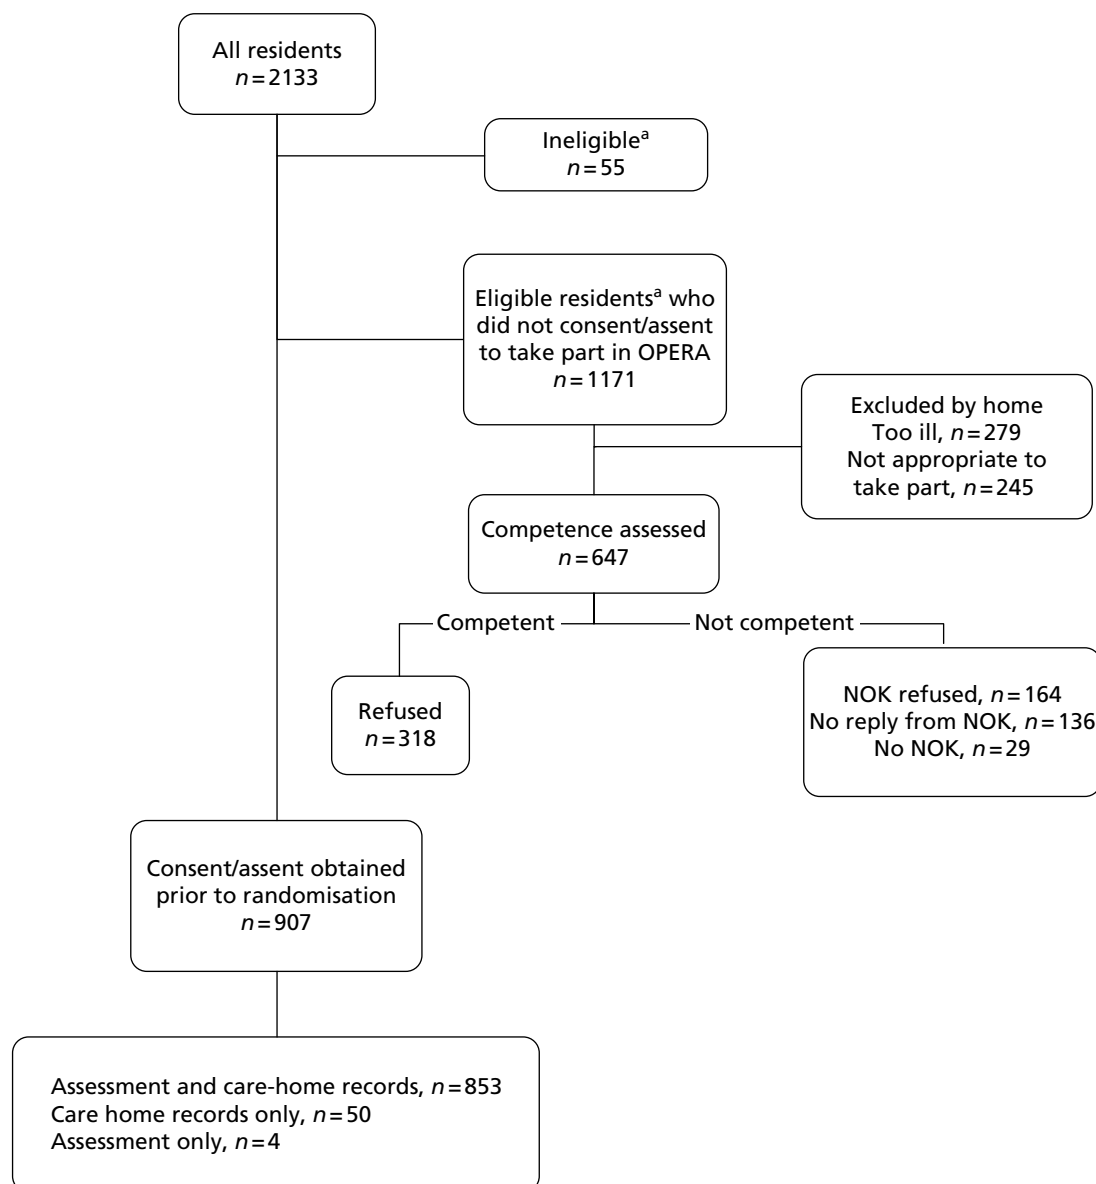 All residents
n=2133
Ineligibleᵃ
n=55
Eligible residentsᵃ who
did not consent/assent
to take part in OPERA
n=1171
Excluded by home
Too ill, n=279
Not appropriate to
take part, n=245
Competence assessed
n=647
Competent
Not competent
Refused
n=318
NOK refused, n=164
No reply from NOK, n=136
No NOK, n=29
Consent/assent obtained
prior to randomisation
n=907
Assessment and care-home records, n=853
Care home records only, n=50
Assessment only, n=4